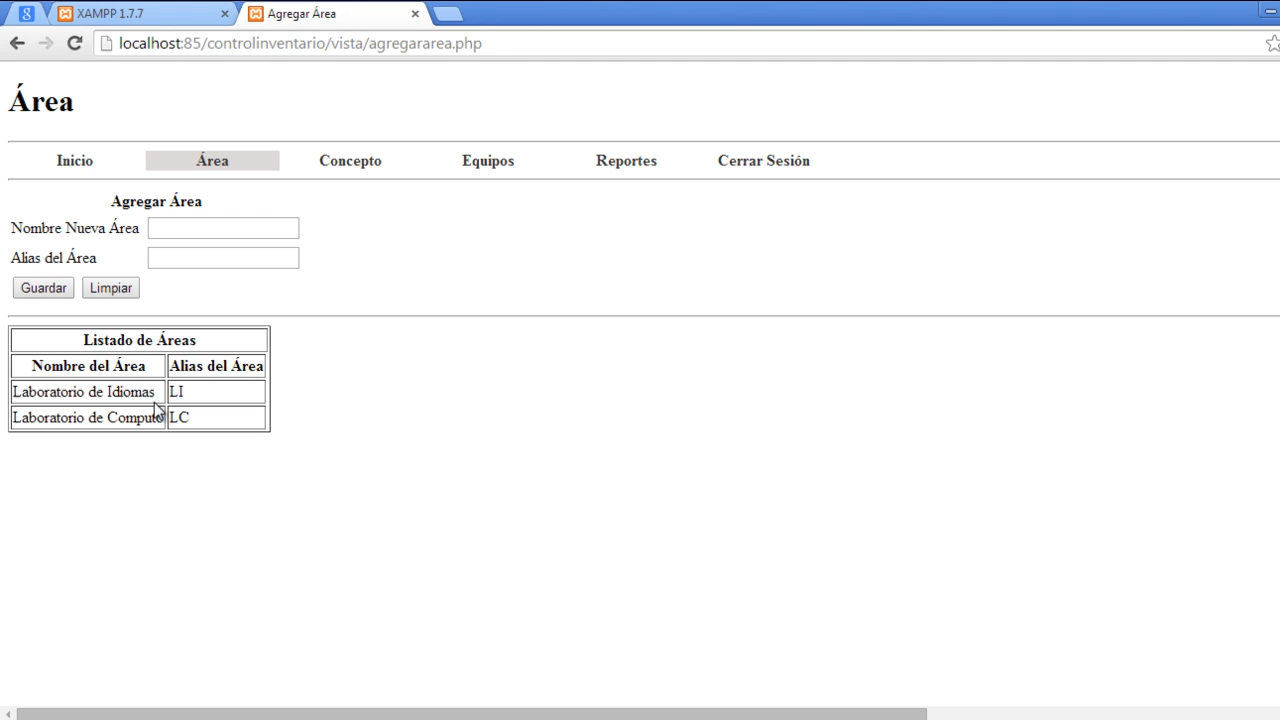 XAMPP 1.7.7
Agregar Área
localhost:85/controlinventario/vista/agregararea.php
Área
Inicio Área Concepto Equipos Reportes Cerrar Sesión
Agregar Área
Nombre Nueva Área
Alias del Área
Guardar Limpiar
Listado de Áreas
Nombre del Área Alias del Área
Laboratorio de Idiomas LI
Laboratorio de Computo LC